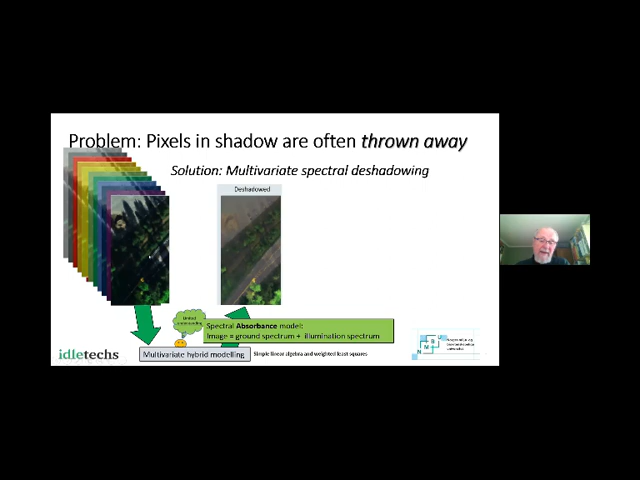 Problem: Pixels in shadow are often thrown away
Solution: Multivariate spectral deshadowing
Deshadowed
Spectral Absorbance model:
Image = ground spectrum + illumination spectrum
Multivariate hybrid modelling
Simple linear algebra and weighted least squares
idletechs